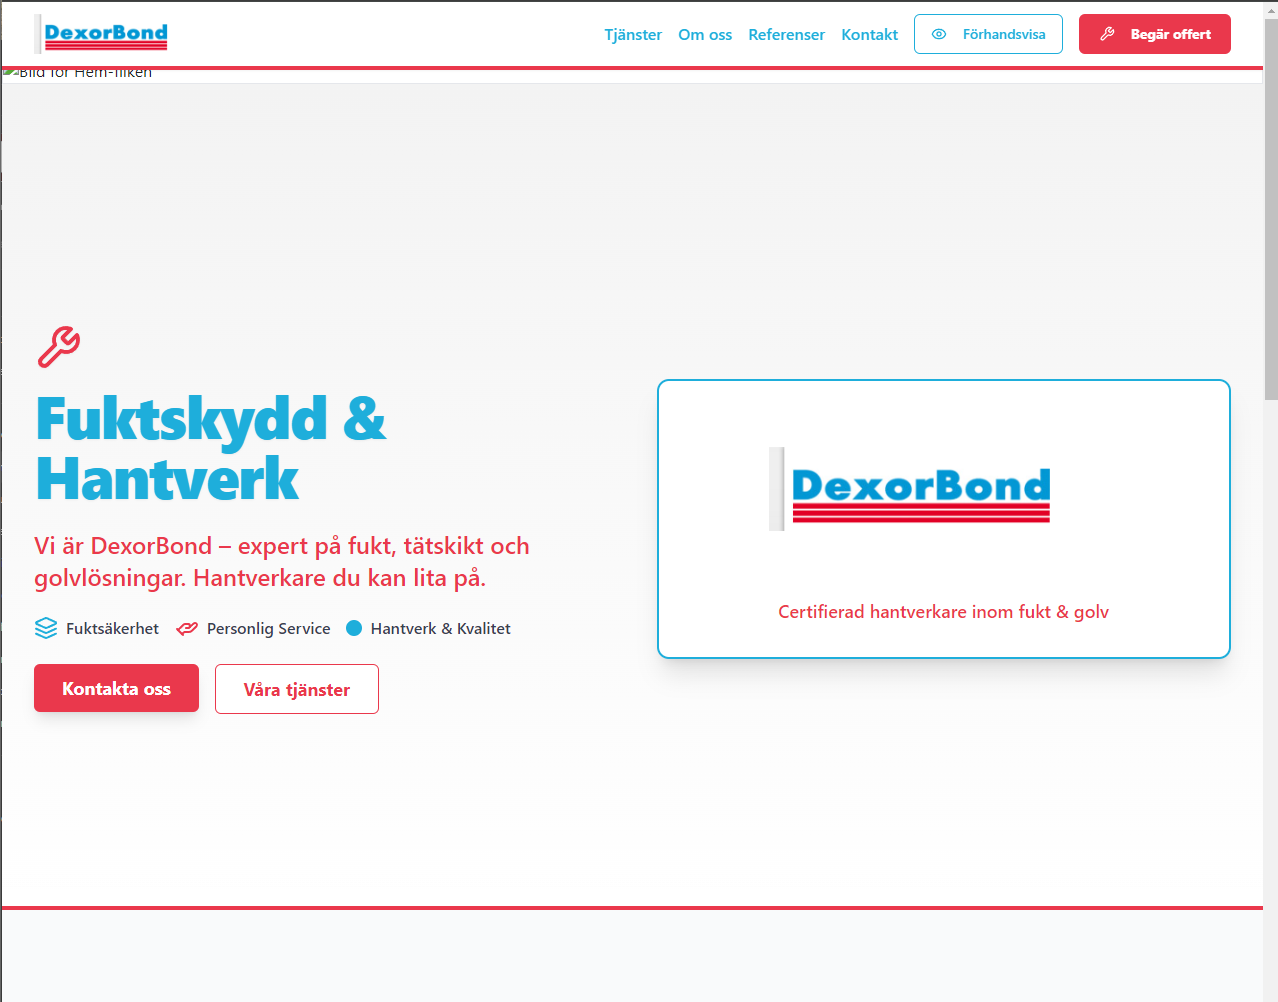 DexorBond
Tjänster
Om oss
Referenser
Kontakt
Förhandsvisa
Begär offert
Bild för Hem-fliken
Fuktskydd &
Hantverk
Vi är DexorBond – expert på fukt, tätskikt och
golvlösningar. Hantverkare du kan lita på.
Fuktsäkerhet
Personlig Service
Hantverk & Kvalitet
Kontakta oss
Våra tjänster
DexorBond
Certifierad hantverkare inom fukt & golv